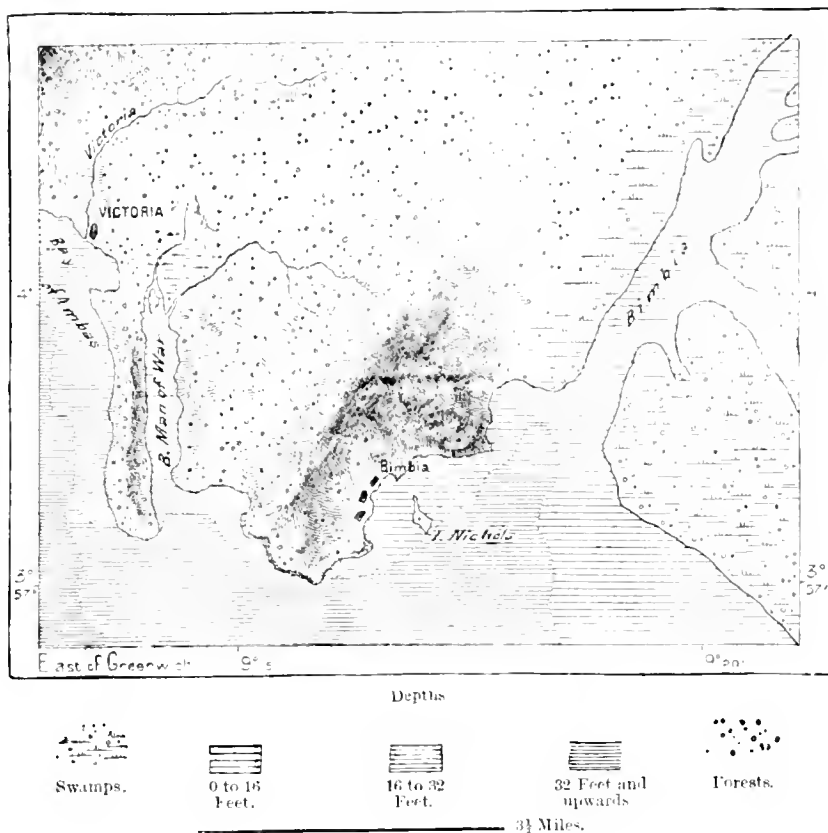 Victoria
VICTORIA
Bay
Ambas
4°
B. Man of War
Bimbia
Bimbia
I. Nichols
3°
57'
3°
57'
East of Greenwich
9°
9° 20'
Depths
Swamps.
0 to 16
Feet.
16 to 32
Feet.
32 Feet and
upwards
Forests.
3½ Miles.